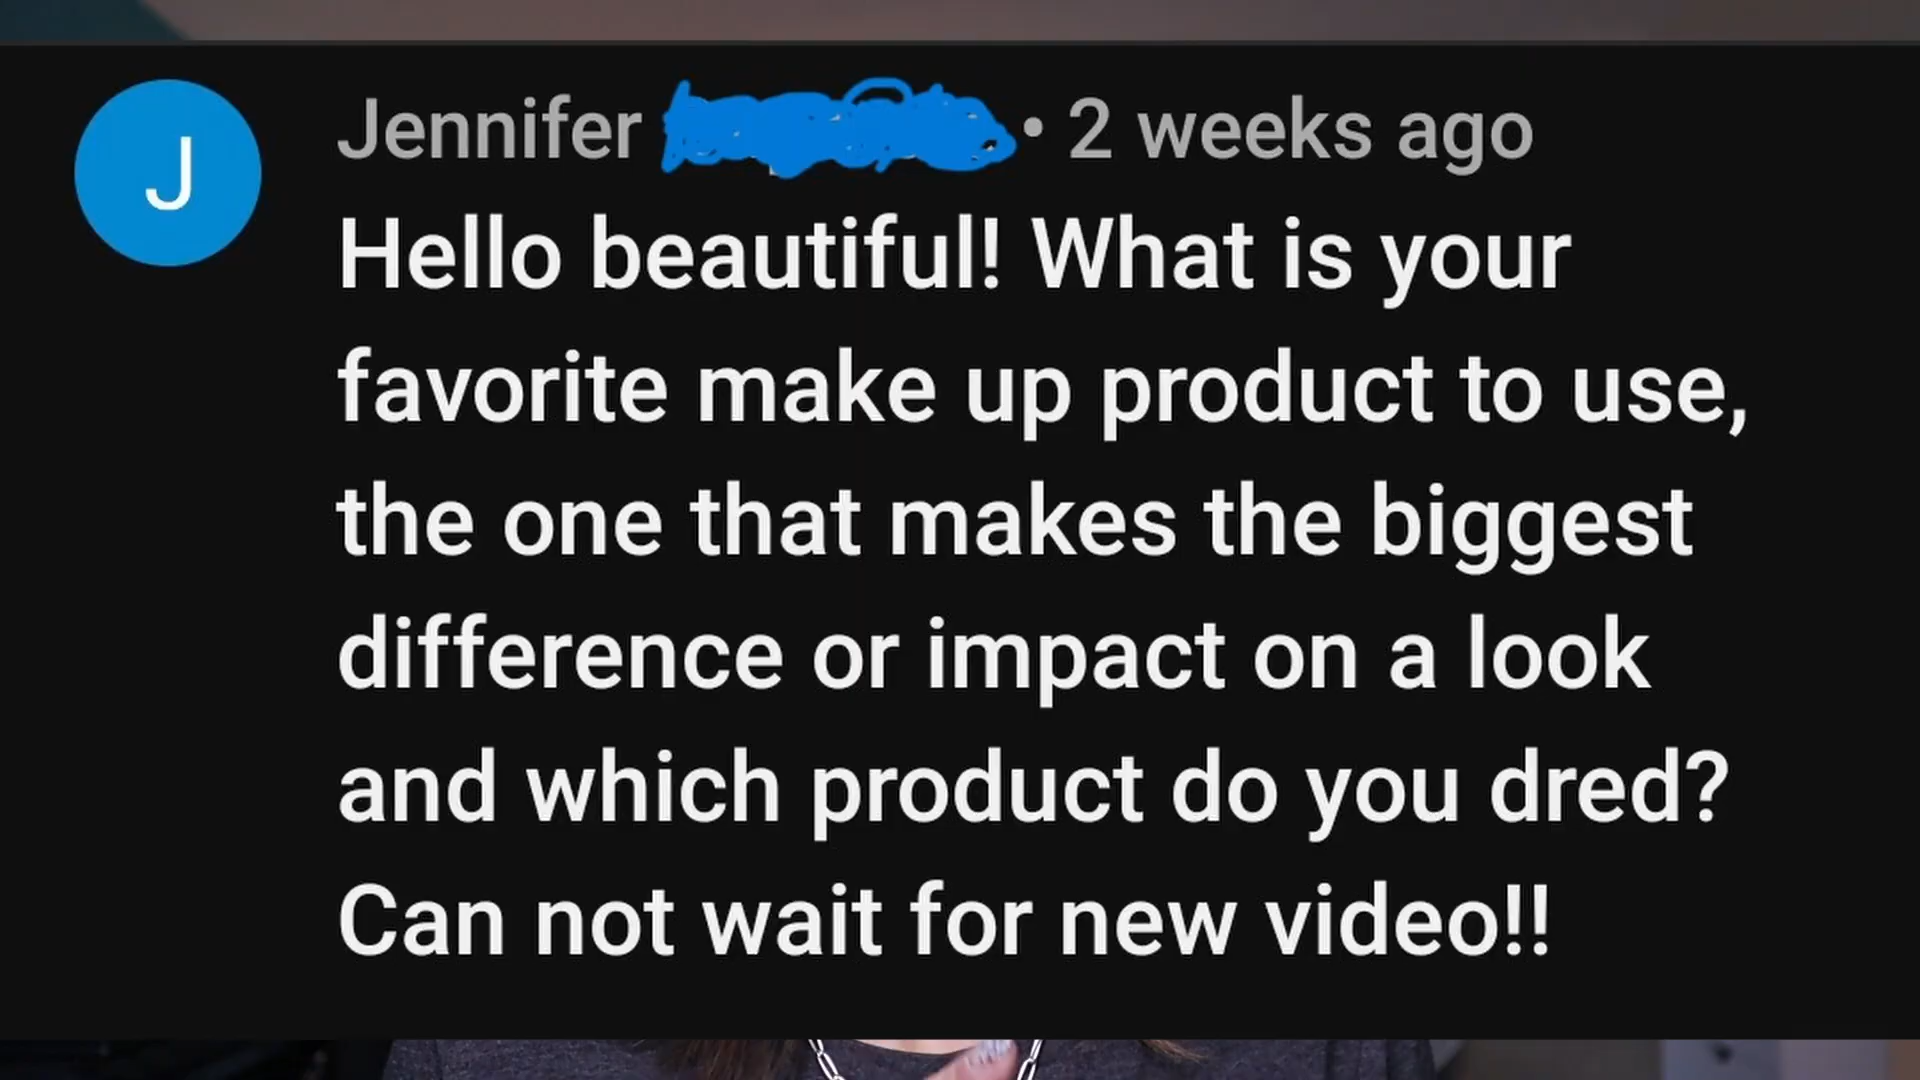 J
Jennifer • 2 weeks ago
Hello beautiful! What is your
favorite make up product to use,
the one that makes the biggest
difference or impact on a look
and which product do you dred?
Can not wait for new video!!